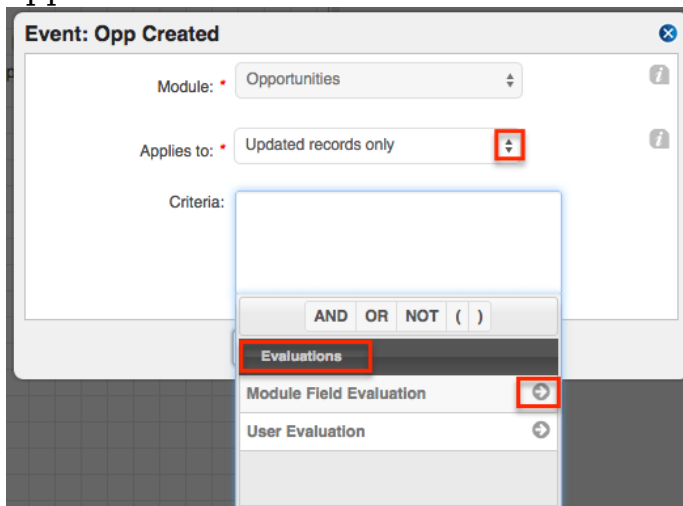 Event: Opp Created
Module: * Opportunities
Applies to: * Updated records only
Criteria:
AND OR NOT ( )
Evaluations
Module Field Evaluation
User Evaluation